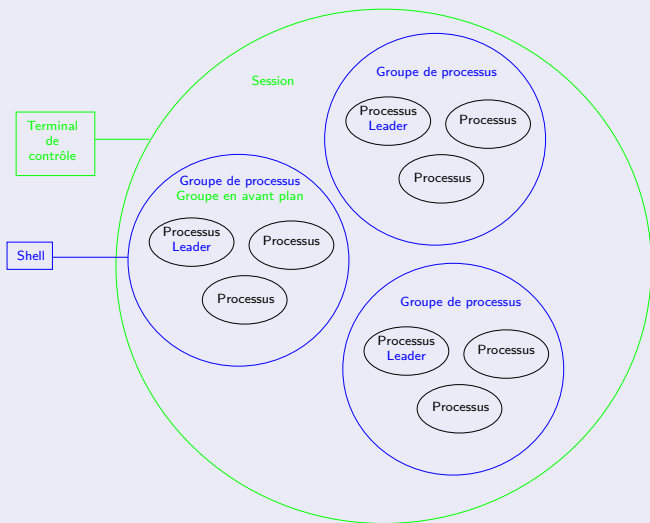 Session
Terminal
de
contrôle
Shell
Groupe de processus
Processus
Leader
Processus
Processus
Groupe de processus
Groupe en avant plan
Processus
Leader
Processus
Processus
Groupe de processus
Processus
Leader
Processus
Processus